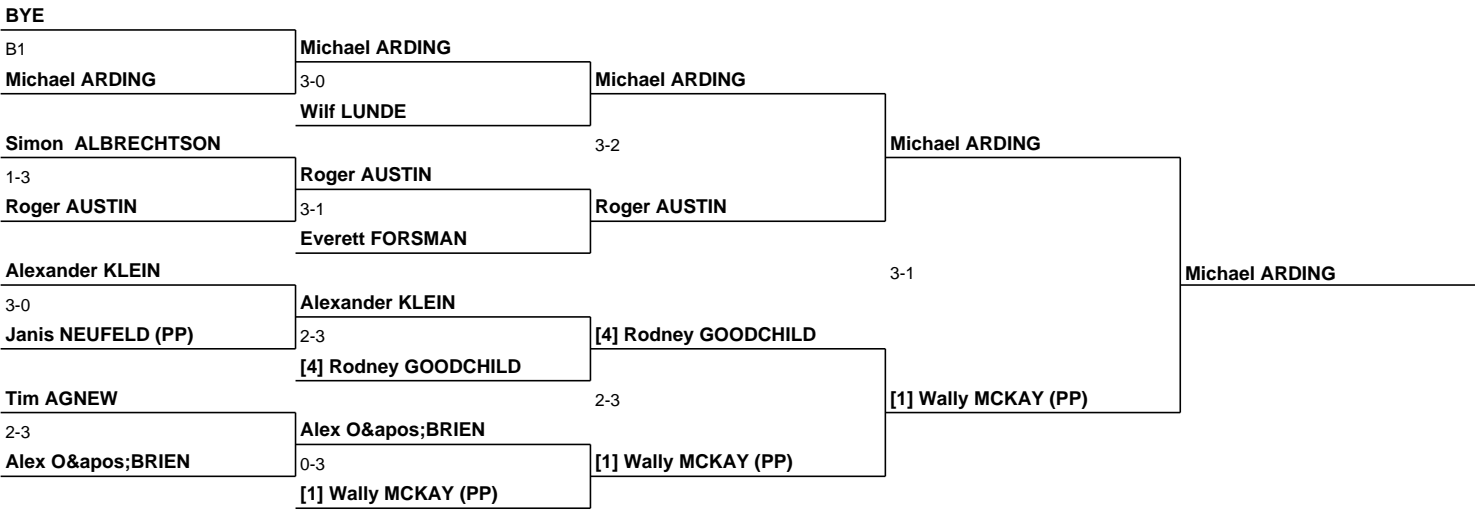 BYE
B1
Michael ARDING
Michael ARDING
3-0
Michael ARDING
Wilf LUNDE
Simon  ALBRECHTSON
3-2
Michael ARDING
1-3
Roger AUSTIN
Roger AUSTIN
3-1
Roger AUSTIN
Everett FORSMAN
Alexander KLEIN
3-1
Michael ARDING
3-0
Alexander KLEIN
Janis NEUFELD (PP)
2-3
[4] Rodney GOODCHILD
[4] Rodney GOODCHILD
Tim AGNEW
2-3
[1] Wally MCKAY (PP)
2-3
Alex O&apos;BRIEN
Alex O&apos;BRIEN
0-3
[1] Wally MCKAY (PP)
[1] Wally MCKAY (PP)